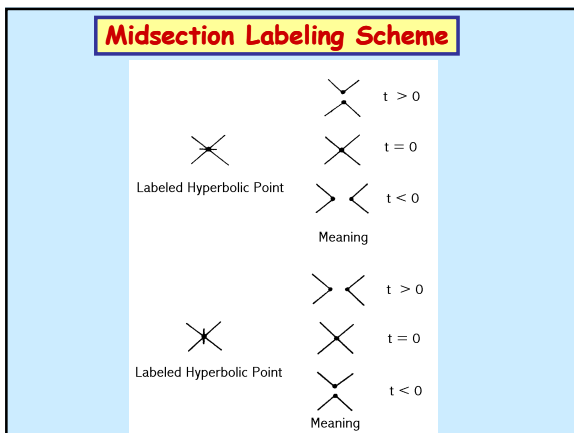 Midsection Labeling Scheme
t > 0
t = 0
Labeled Hyperbolic Point
t < 0
Meaning
t > 0
t = 0
Labeled Hyperbolic Point
t < 0
Meaning